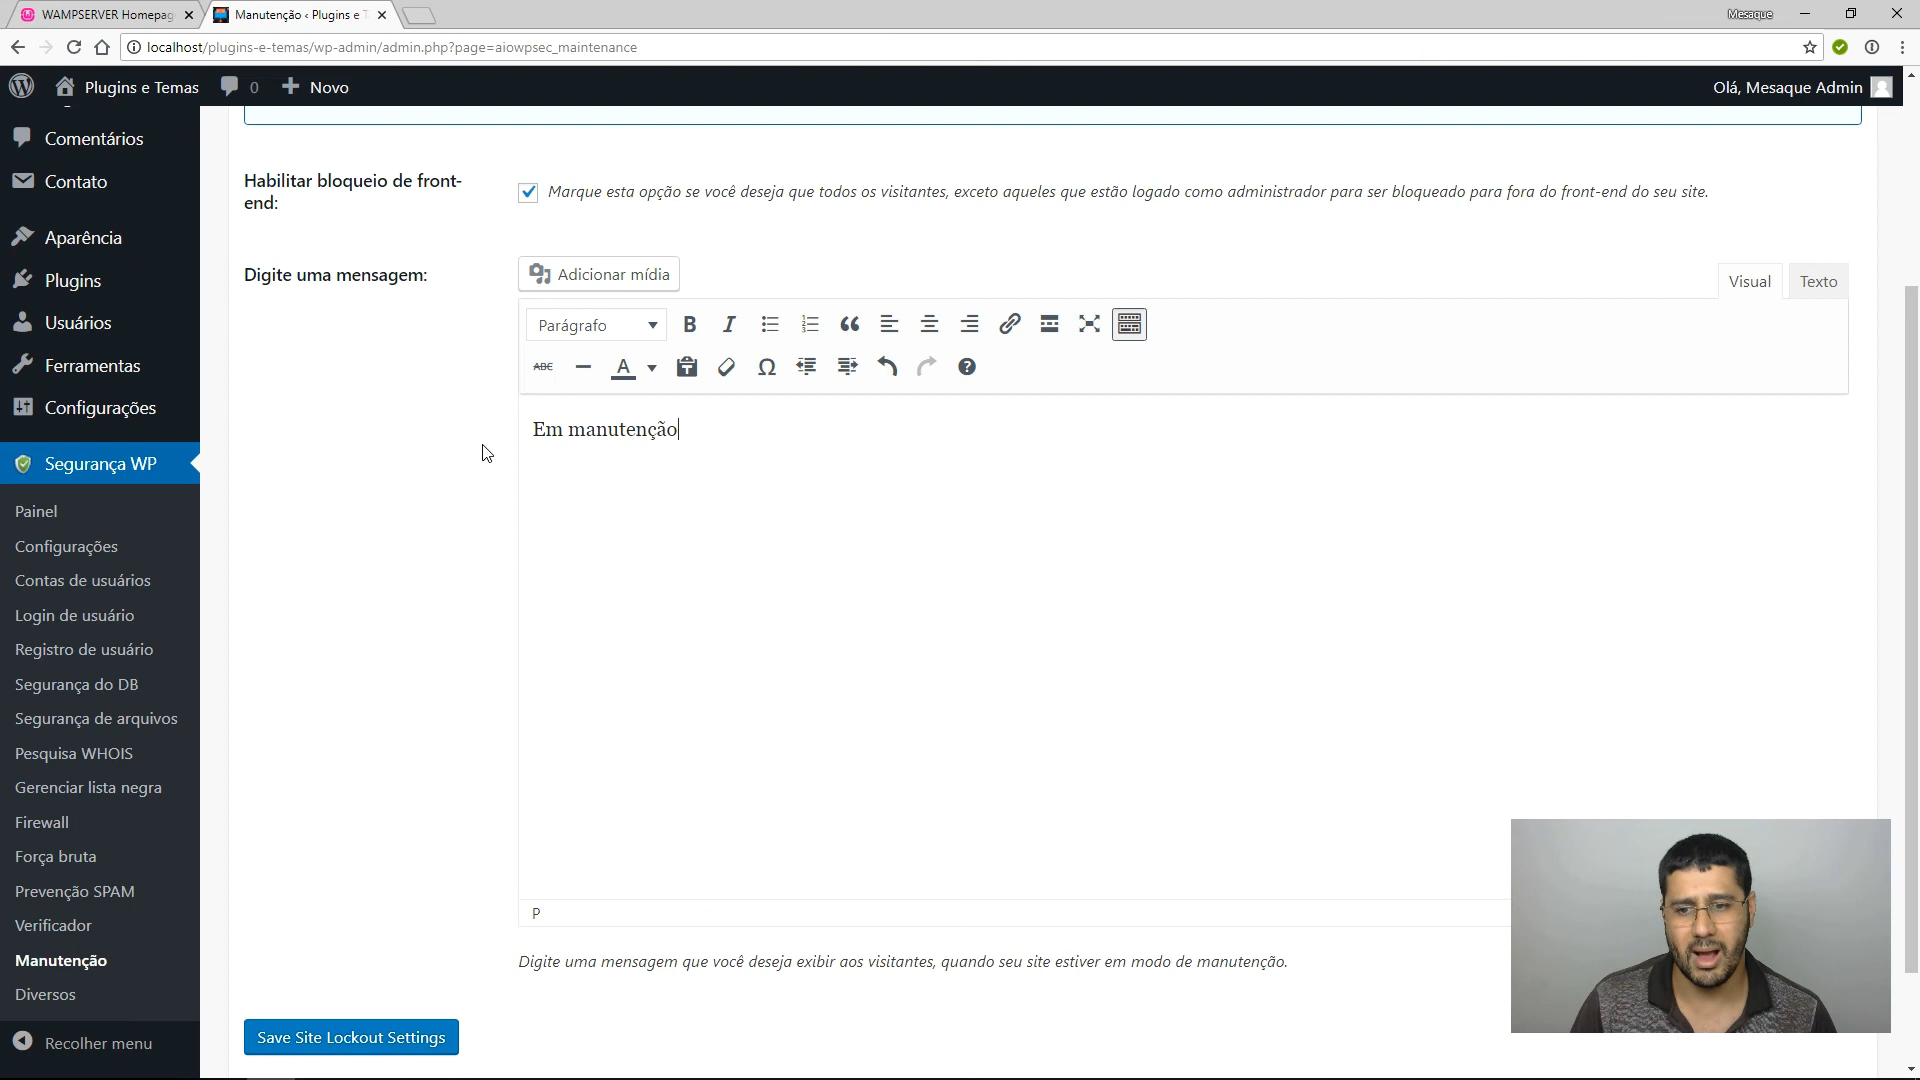 WAMPSERVER Homepag
Manutenção ‹ Plugins e T
Mesaque
localhost/plugins-e-temas/wp-admin/admin.php?page=aiowpsec_maintenance
Plugins e Temas
0
Novo
Olá, Mesaque Admin
Comentários
Contato
Aparência
Plugins
Usuários
Ferramentas
Configurações
Segurança WP
Painel
Configurações
Contas de usuários
Login de usuário
Registro de usuário
Segurança do DB
Segurança de arquivos
Pesquisa WHOIS
Gerenciar lista negra
Firewall
Força bruta
Prevenção SPAM
Verificador
Manutenção
Diversos
Recolher menu
Habilitar bloqueio de front-
end:
Marque esta opção se você deseja que todos os visitantes, exceto aqueles que estão logado como administrador para ser bloqueado para fora do front-end do seu site.
Digite uma mensagem:
Adicionar mídia
Visual
Texto
Parágrafo
B
I
ABC
A
Ω
Em manutenção
P
Digite uma mensagem que você deseja exibir aos visitantes, quando seu site estiver em modo de manutenção.
Save Site Lockout Settings